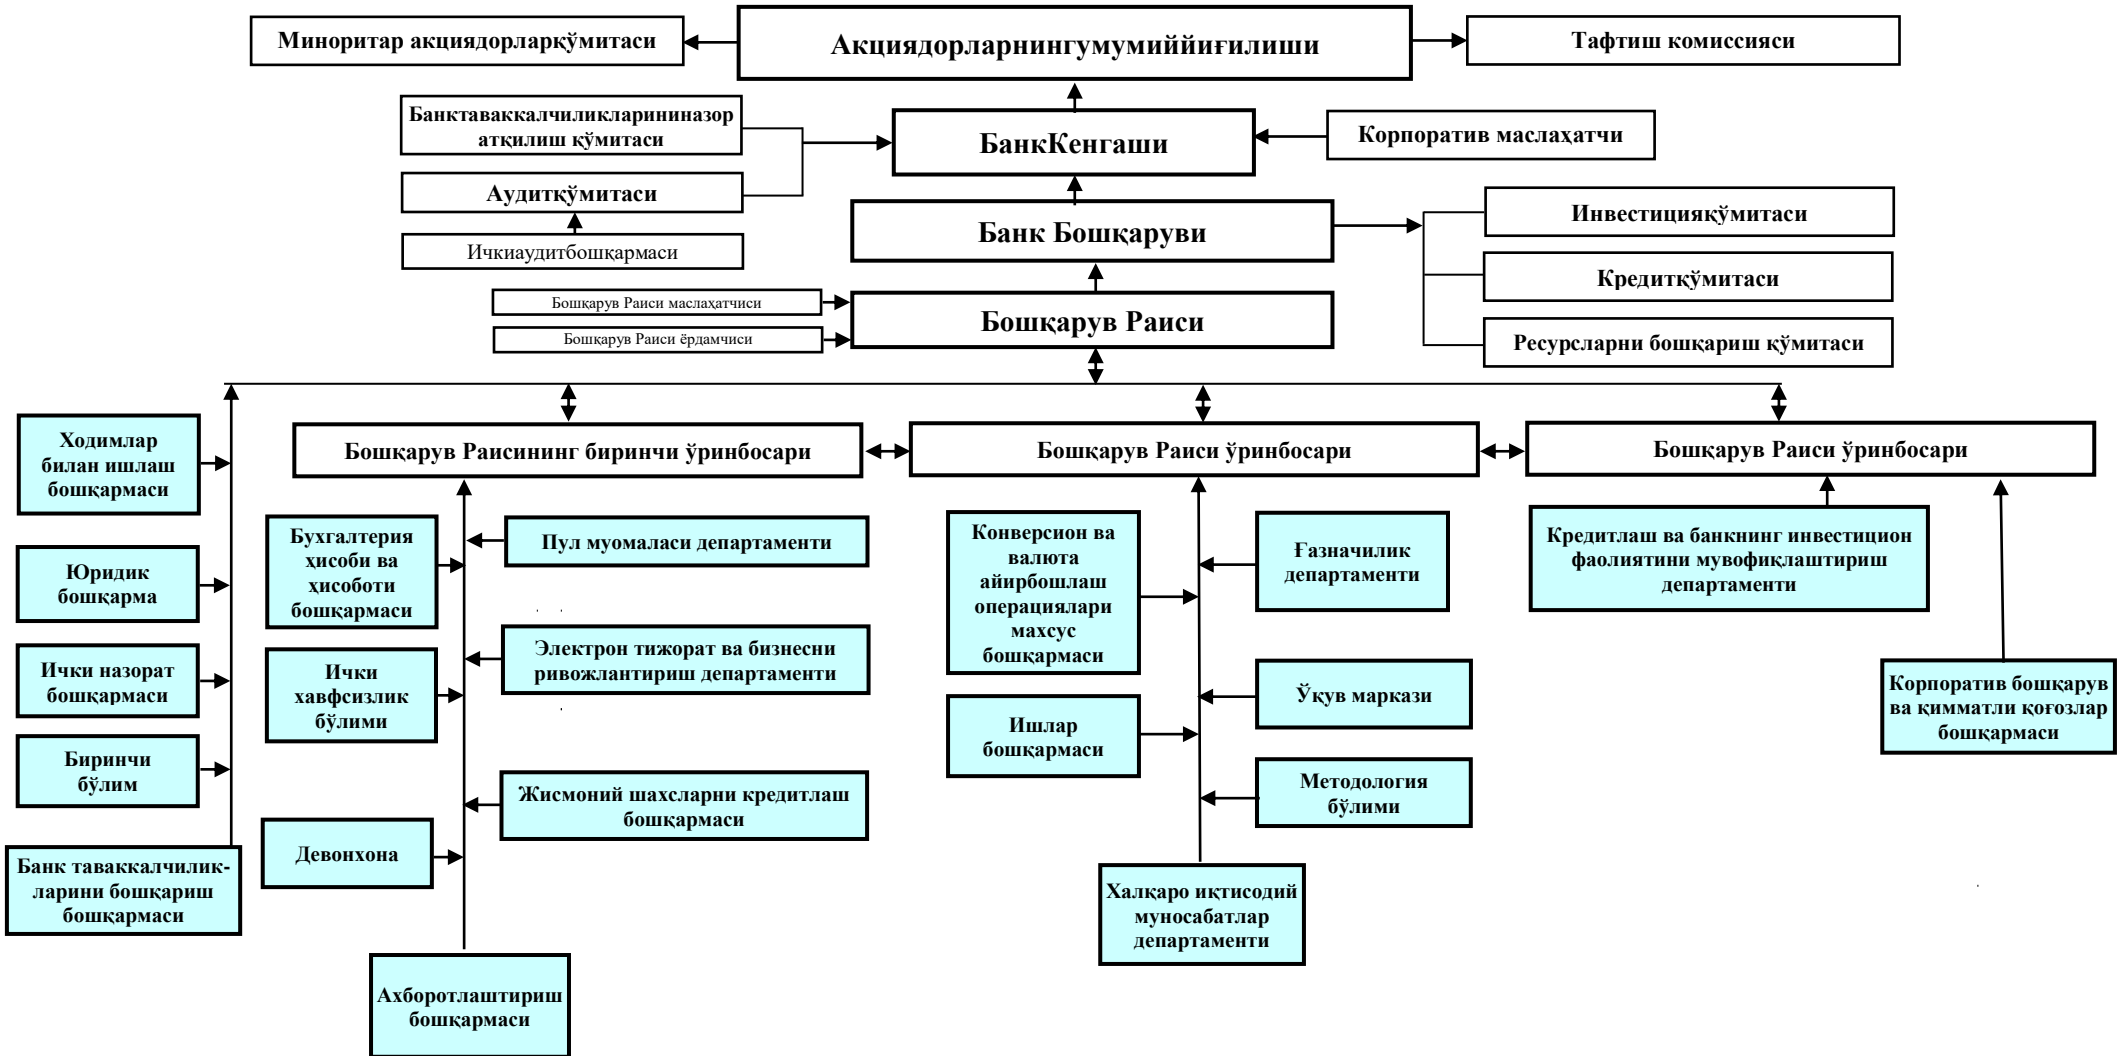 Миноритар акциядорларқўмитаси
Акциядорларнингумумиййиғилиши
Тафтиш комиссияси
Банктаваккалчиликларининазор
атқилиш қўмитаси
БанкКенгаши
Корпоратив маслаҳатчи
Аудитқўмитаси
Ичкиаудитбошқармаси
Банк Бошқаруви
Инвестицияқўмитаси
Кредитқўмитаси
Ресурсларни бошқариш қўмитаси
Бошқарув Раиси маслаҳатчиси
Бошқарув Раиси ёрдамчиси
Бошқарув Раиси
Ходимлар
билан ишлаш
бошқармаси
Юридик
бошқарма
Ички назорат
бошқармаси
Биринчи
бўлим
Банк таваккалчилик-
ларини бошқариш
бошқармаси
Бошқарув Раисининг биринчи ўринбосари
Бухгалтерия
ҳисоби ва
ҳисоботи
бошқармаси
Пул муомаласи департаменти
Ички
хавфсизлик
бўлими
Электрон тижорат ва бизнесни
ривожлантириш департаменти
Жисмоний шахсларни кредитлаш
бошқармаси
Девонхона
Ахборотлаштириш
бошқармаси
Бошқарув Раиси ўринбосари
Конверсион ва
валюта
айирбошлаш
операциялари
махсус
бошқармаси
Ғазначилик
департаменти
Ўқув маркази
Ишлар
бошқармаси
Методология
бўлими
Халқаро иқтисодий
муносабатлар
департаменти
Бошқарув Раиси ўринбосари
Кредитлаш ва банкнинг инвестицион
фаолиятини мувофиқлаштириш
департаменти
Корпоратив бошқарув
ва қимматли қоғозлар
бошқармаси